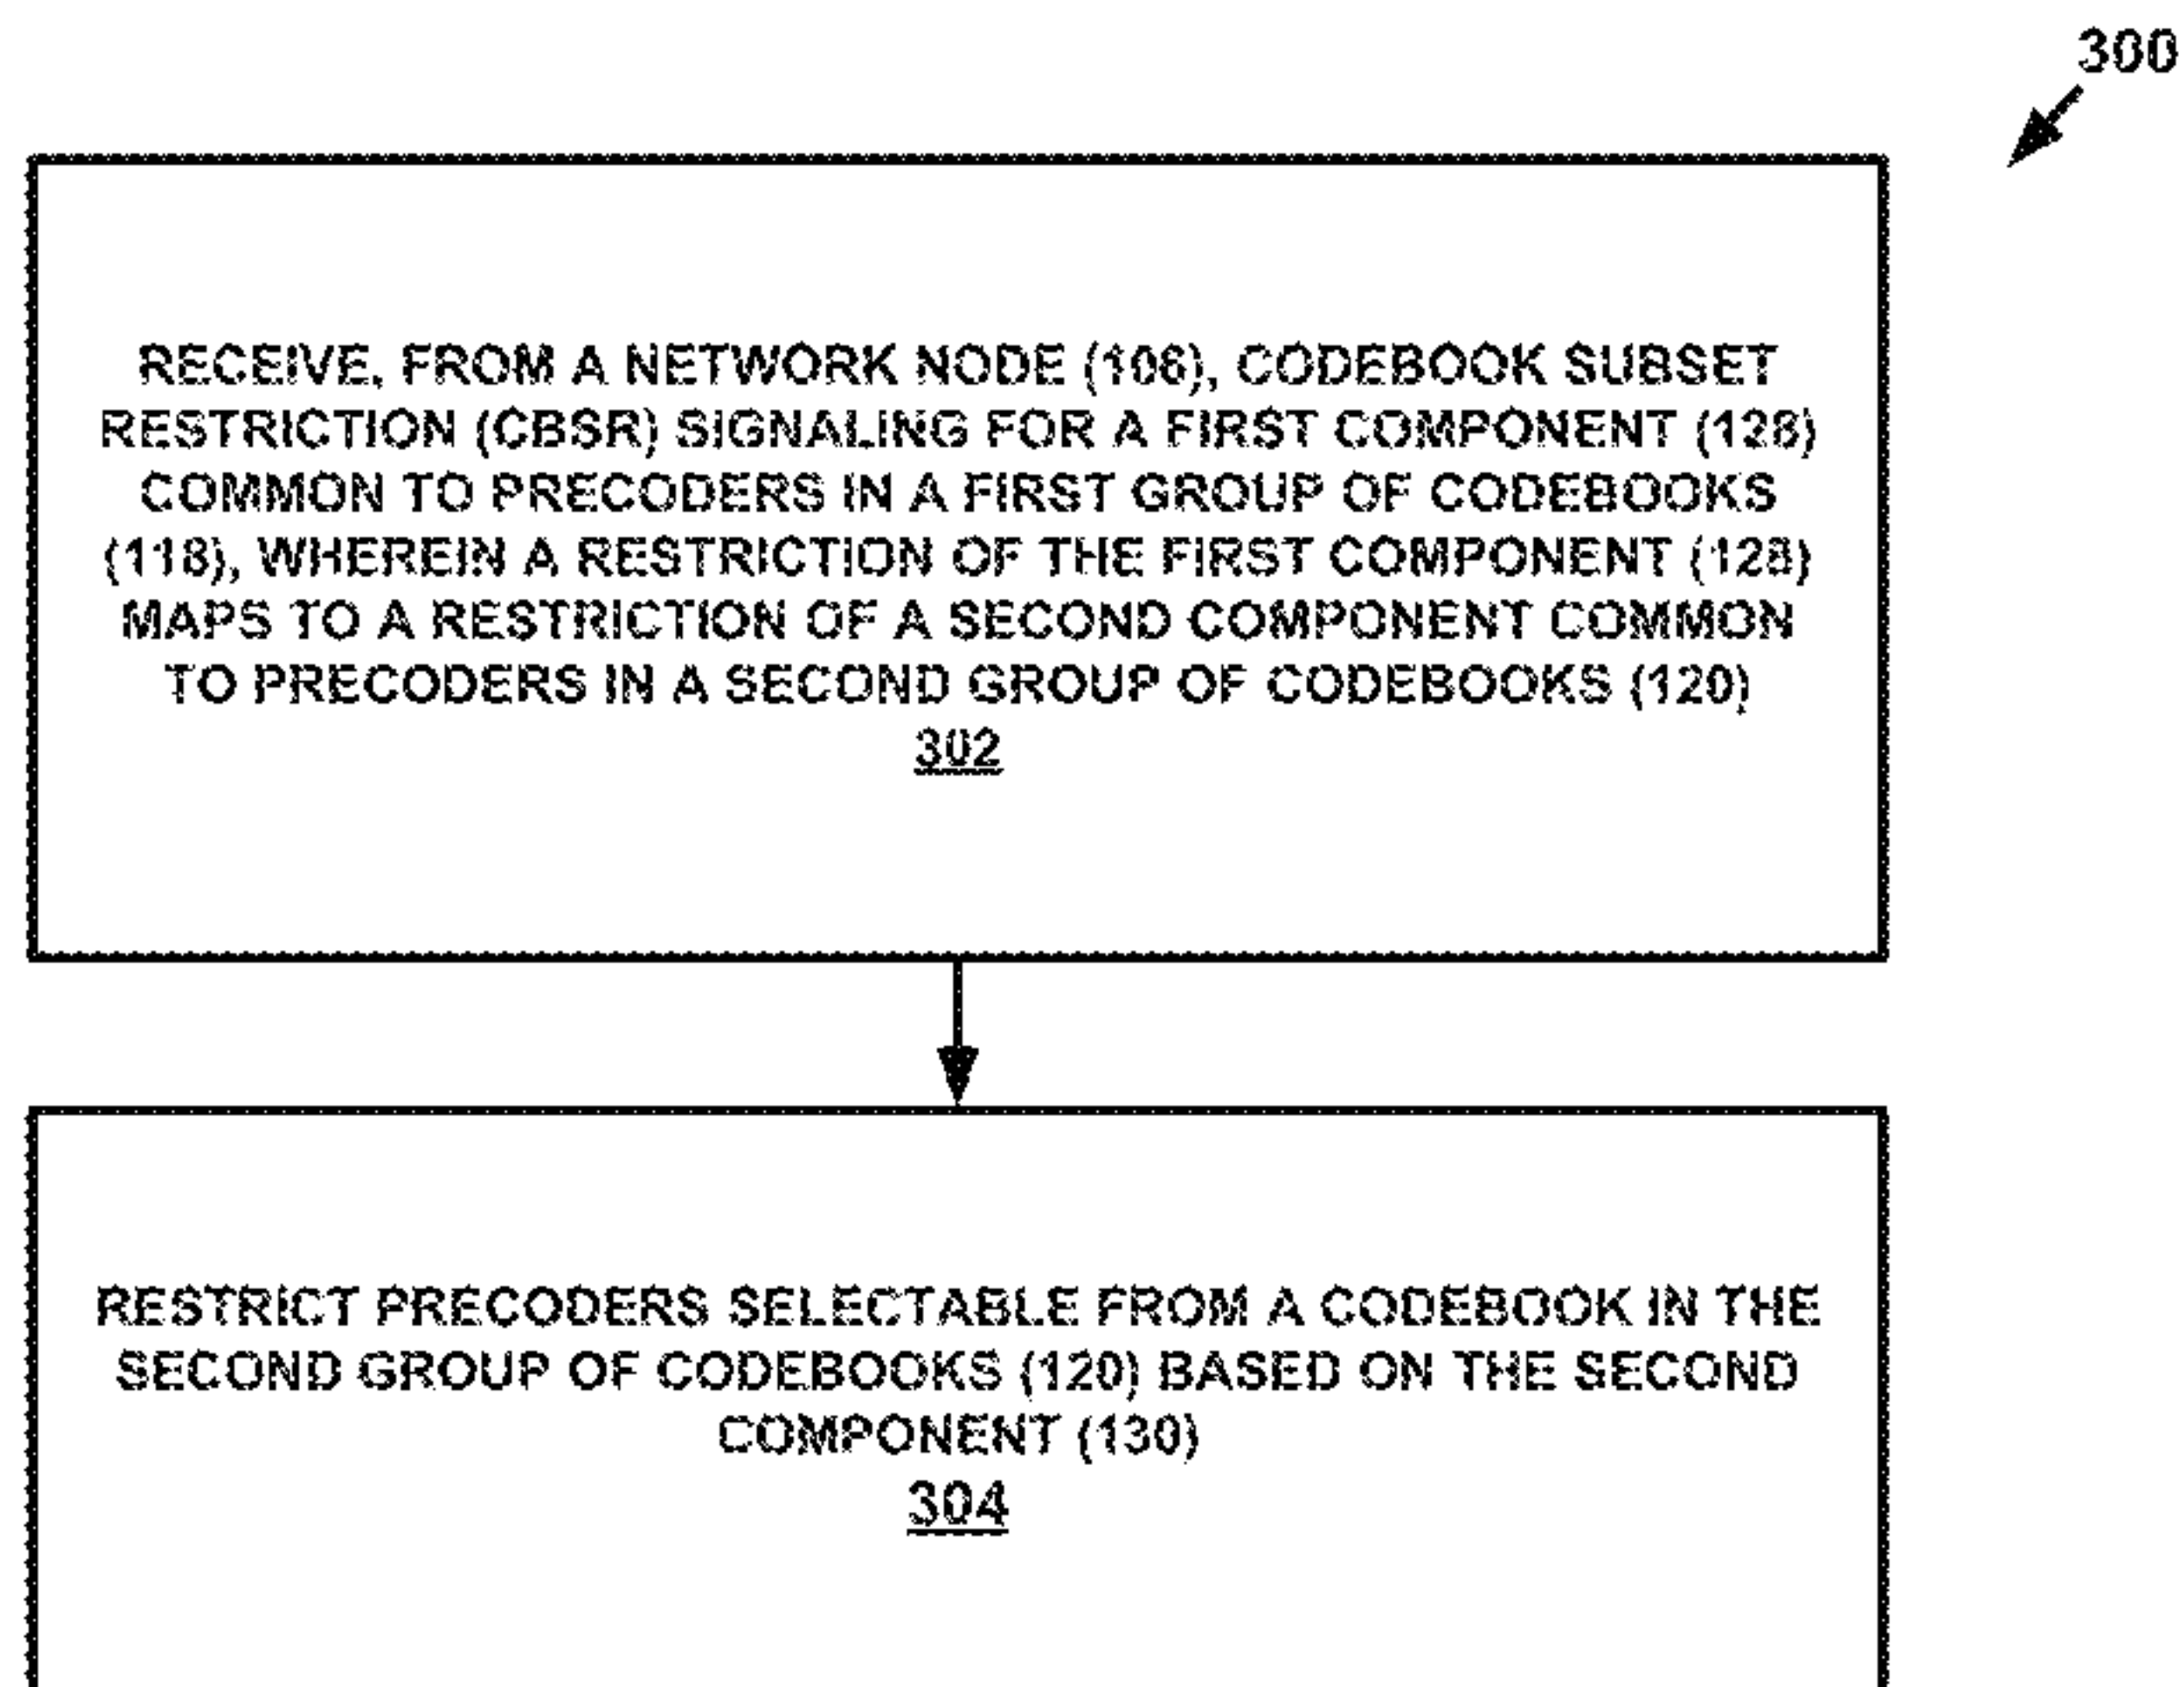 300
RECEIVE, FROM A NETWORK NODE (106), CODEBOOK SUBSET
RESTRICTION (CBSR) SIGNALING FOR A FIRST COMPONENT (128)
COMMON TO PRECODERS IN A FIRST GROUP OF CODEBOOKS
(118), WHEREIN A RESTRICTION OF THE FIRST COMPONENT (128)
MAPS TO A RESTRICTION OF A SECOND COMPONENT COMMON
TO PRECODERS IN A SECOND GROUP OF CODEBOOKS (120)
302
RESTRICT PRECODERS SELECTABLE FROM A CODEBOOK IN THE
SECOND GROUP OF CODEBOOKS (120) BASED ON THE SECOND
COMPONENT (130)
304